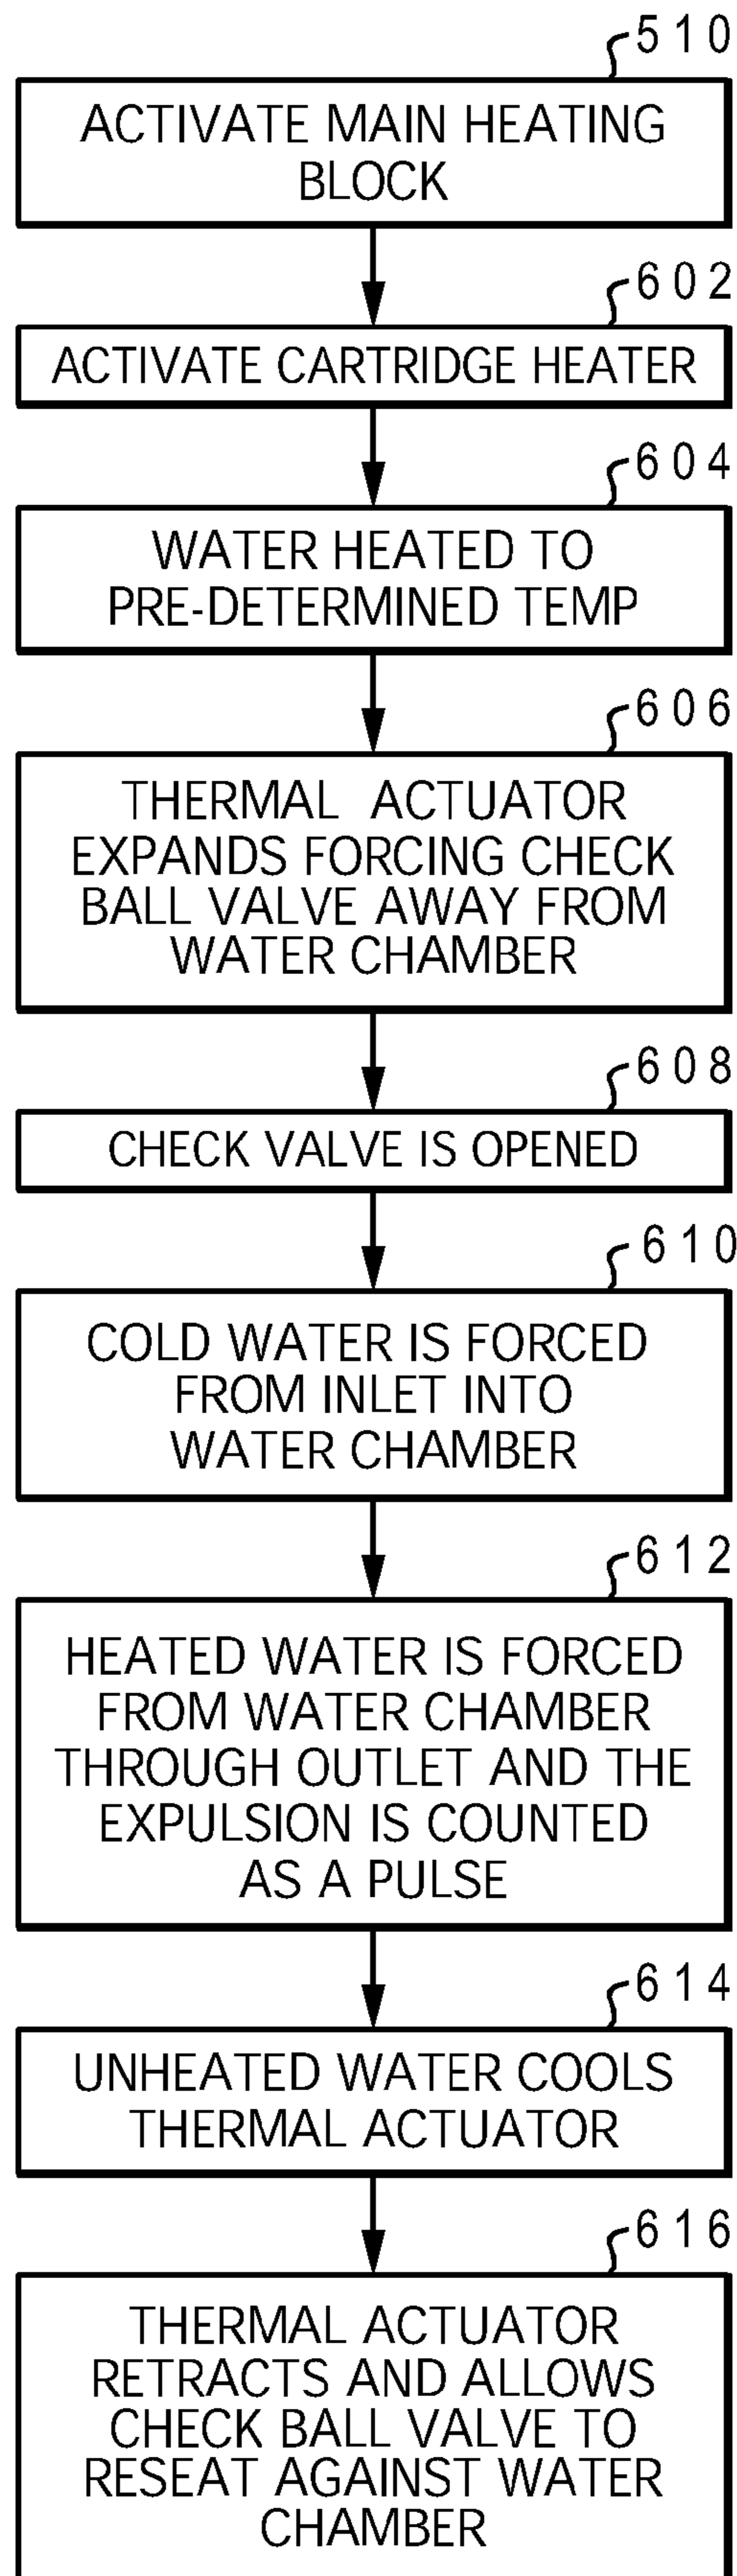 510
ACTIVATE MAIN HEATING
BLOCK
602
ACTIVATE CARTRIDGE HEATER
604
WATER HEATED TO
PRE-DETERMINED TEMP
606
THERMAL ACTUATOR
EXPANDS FORCING CHECK
BALL VALVE AWAY FROM
WATER CHAMBER
608
CHECK VALVE IS OPENED
610
COLD WATER IS FORCED
FROM INLET INTO
WATER CHAMBER
612
HEATED WATER IS FORCED
FROM WATER CHAMBER
THROUGH OUTLET AND THE
EXPULSION IS COUNTED
AS A PULSE
614
UNHEATED WATER COOLS
THERMAL ACTUATOR
616
THERMAL ACTUATOR
RETRACTS AND ALLOWS
CHECK BALL VALVE TO
RESEAT AGAINST WATER
CHAMBER